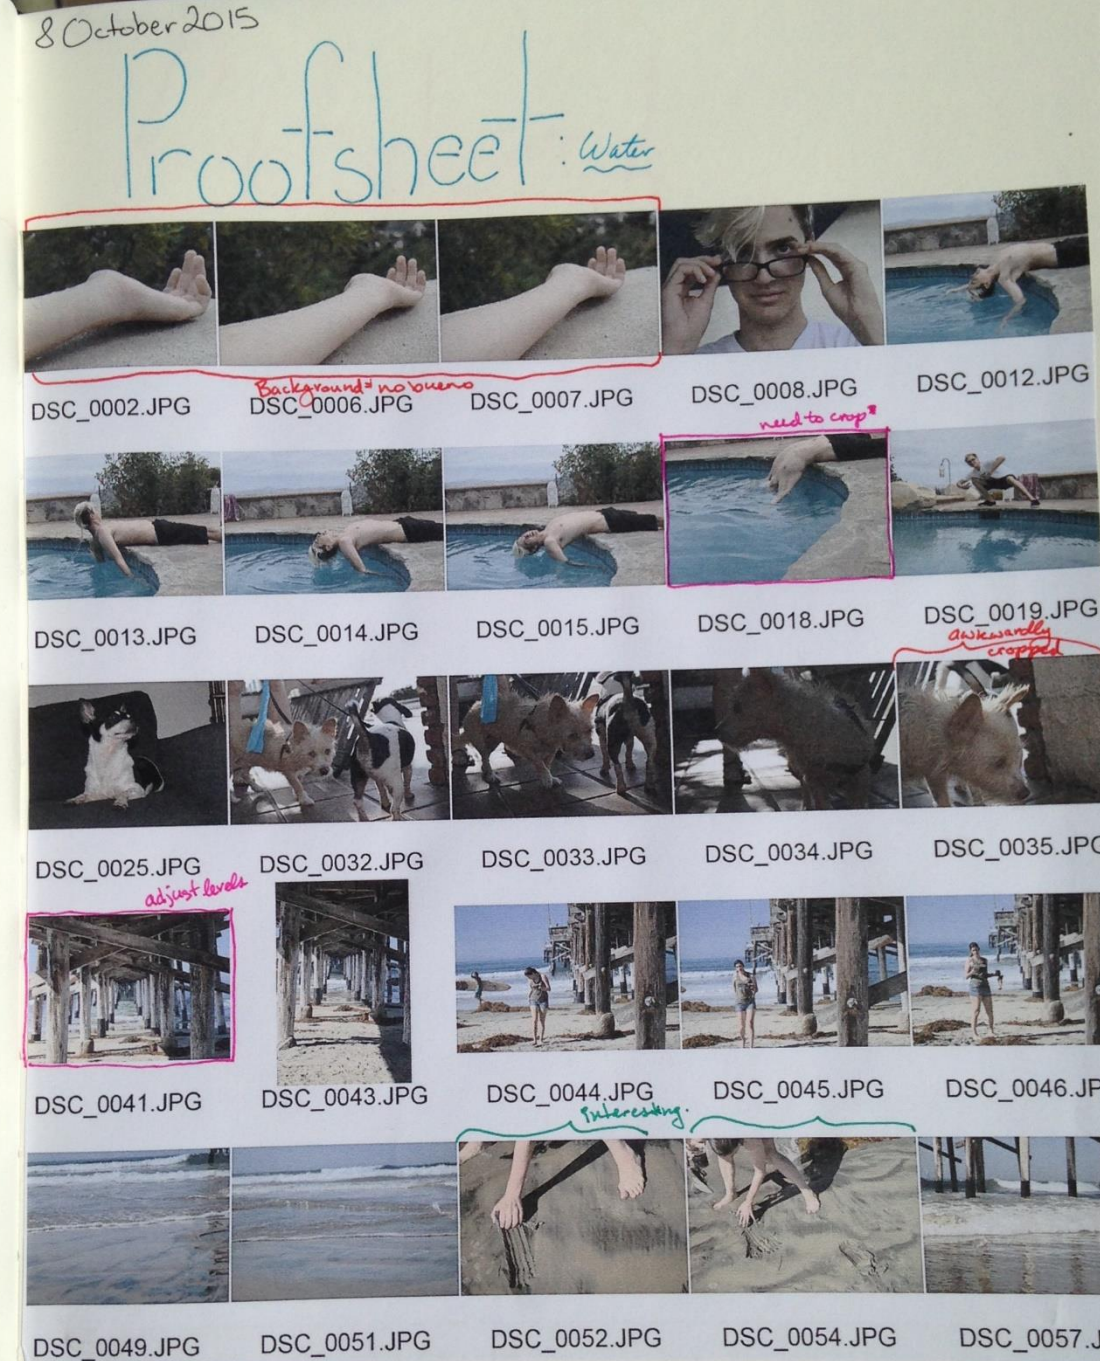 8 October 2015
Proofsheet: Water
Background = no bueno
DSC_0002.JPG DSC_0006.JPG DSC_0007.JPG DSC_0008.JPG DSC_0012.JPG
need to crop*
DSC_0013.JPG DSC_0014.JPG DSC_0015.JPG DSC_0018.JPG DSC_0019.JPG
awkwardly
cropped
DSC_0025.JPG DSC_0032.JPG DSC_0033.JPG DSC_0034.JPG DSC_0035.JPG
adjust levels
DSC_0041.JPG DSC_0043.JPG DSC_0044.JPG DSC_0045.JPG DSC_0046.JP
interesting.
DSC_0049.JPG DSC_0051.JPG DSC_0052.JPG DSC_0054.JPG DSC_0057.J